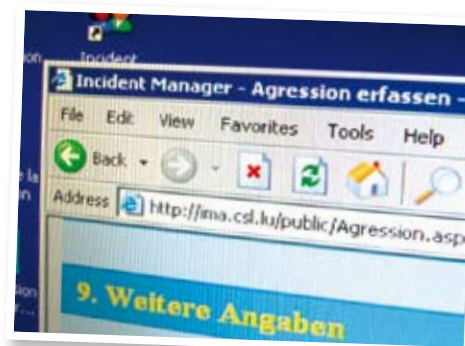 Incident
Incident Manager - Agression erfassen -
File Edit View Favorites Tools Help
Back
Address http://ima.csl.lu/public/Agression.asp
9. Weitere Angaben